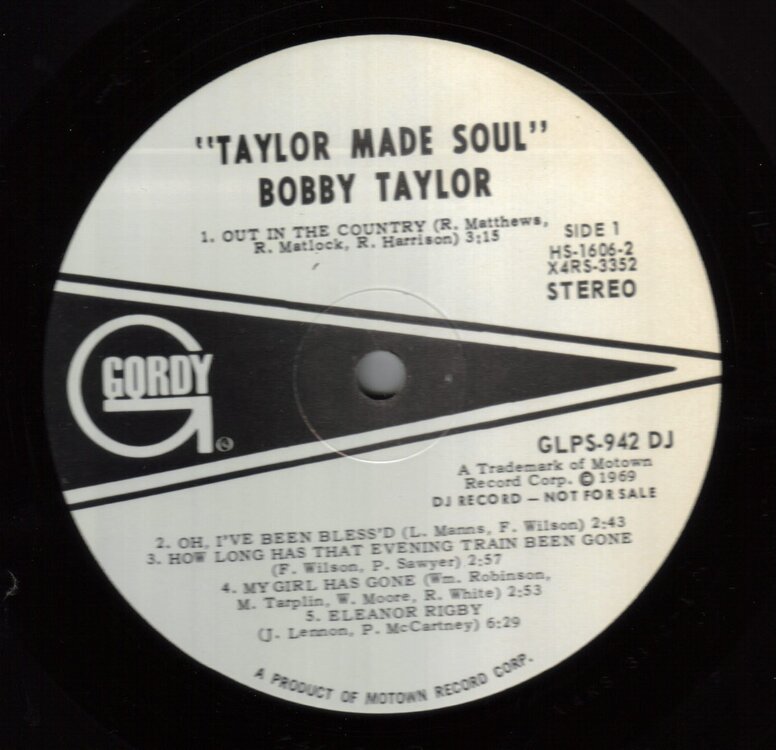 "TAYLOR MADE SOUL"
BOBBY TAYLOR
1. OUT IN THE COUNTRY (R. Matthews,
R. Matlock, R. Harrison) 3:15
SIDE 1
HS-1606-2
X4RS-3352
STEREO
GORDY
GLPS-942 DJ
A Trademark of Motown
Record Corp. © 1969
DJ RECORD — NOT FOR SALE
2. OH, I'VE BEEN BLESS'D (L. Manns, F. Wilson) 2:43
3. HOW LONG HAS THAT EVENING TRAIN BEEN GONE
(F. Wilson, P. Sawyer) 2:57
4. MY GIRL HAS GONE (Wm. Robinson,
M. Tarplin, W. Moore, R. White) 2:53
5. ELEANOR RIGBY
(J. Lennon, P. McCartney) 6:29
A PRODUCT OF MOTOWN RECORD CORP.